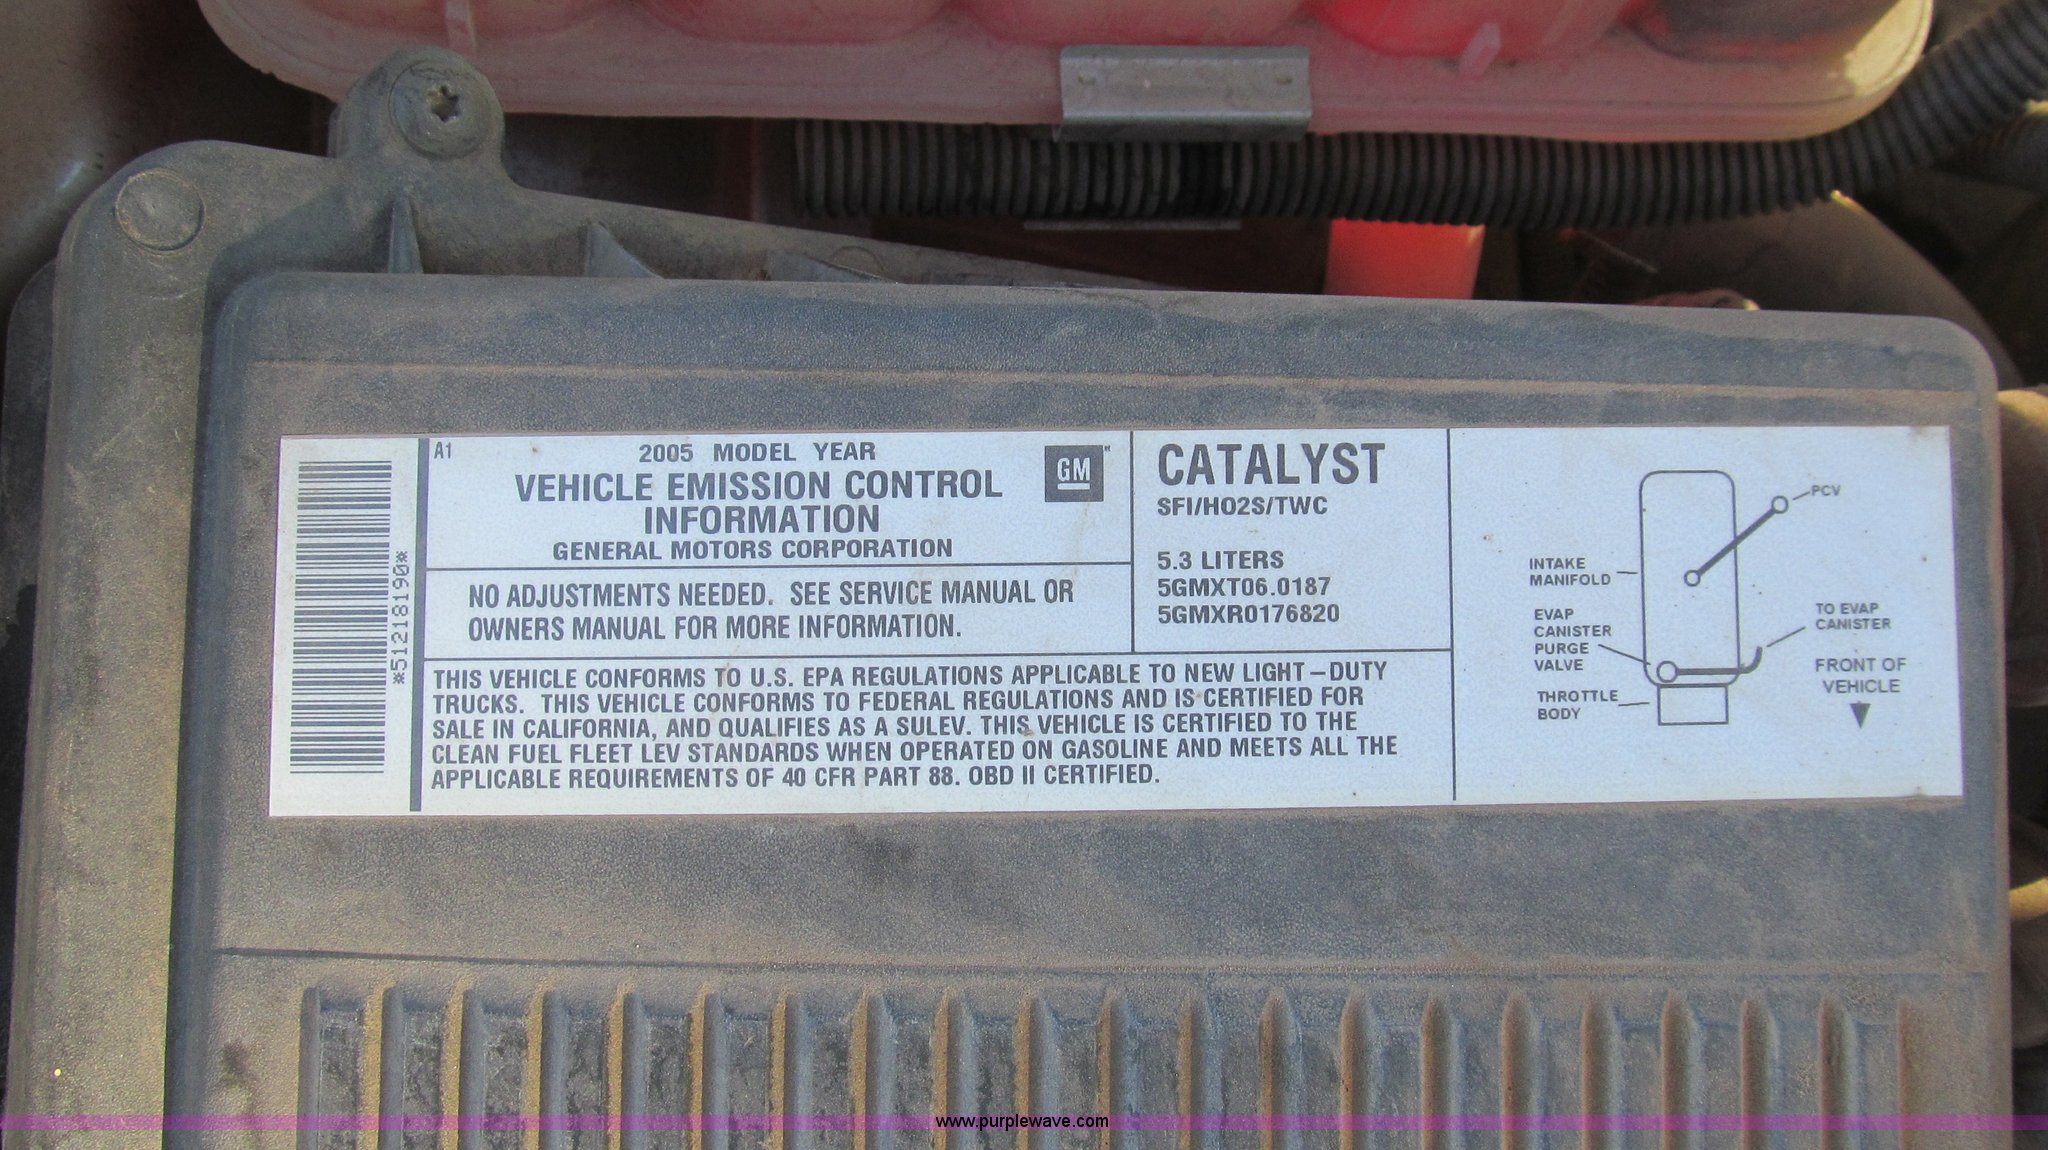 A1
2005 MODEL YEAR
VEHICLE EMISSION CONTROL
INFORMATION
GENERAL MOTORS CORPORATION
GM
NO ADJUSTMENTS NEEDED. SEE SERVICE MANUAL OR
OWNERS MANUAL FOR MORE INFORMATION.
CATALYST
SFI/HO2S/TWC
5.3 LITERS
5GMXT06.0187
5GMXR0176820
THIS VEHICLE CONFORMS TO U.S. EPA REGULATIONS APPLICABLE TO NEW LIGHT-DUTY
TRUCKS. THIS VEHICLE CONFORMS TO FEDERAL REGULATIONS AND IS CERTIFIED FOR
SALE IN CALIFORNIA, AND QUALIFIES AS A SULEV. THIS VEHICLE IS CERTIFIED TO THE
CLEAN FUEL FLEET LEV STANDARDS WHEN OPERATED ON GASOLINE AND MEETS ALL THE
APPLICABLE REQUIREMENTS OF 40 CFR PART 88. OBD II CERTIFIED.
*51218190*
PCV
INTAKE
MANIFOLD
EVAP
CANISTER
PURGE
VALVE
THROTTLE
BODY
TO EVAP
CANISTER
FRONT OF
VEHICLE
www.purplewave.com